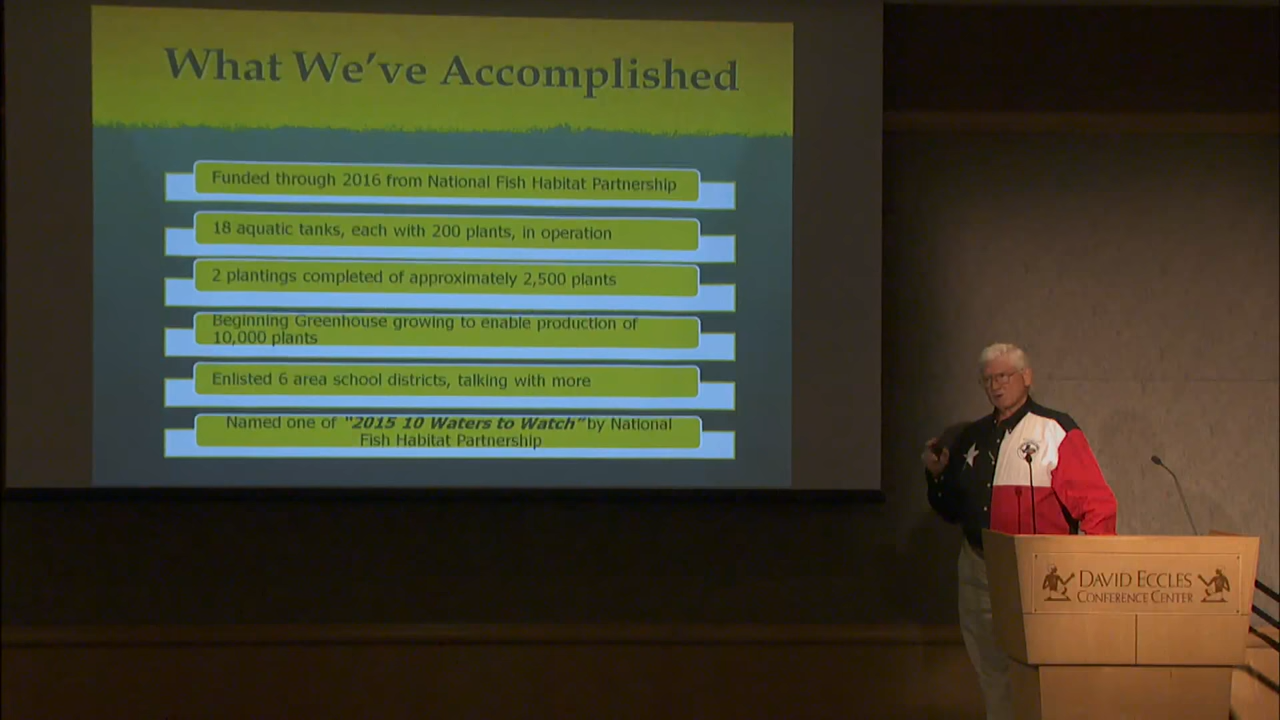 What We've Accomplished
Funded through 2016 from National Fish Habitat Partnership
18 aquatic tanks, each with 200 plants, in operation
2 plantings completed of approximately 2,500 plants
Beginning Greenhouse growing to enable production of
10,000 plants
Enlisted 6 area school districts, talking with more
Named one of "2015 10 Waters to Watch" by National
Fish Habitat Partnership
DAVID ECCLES
CONFERENCE CENTER